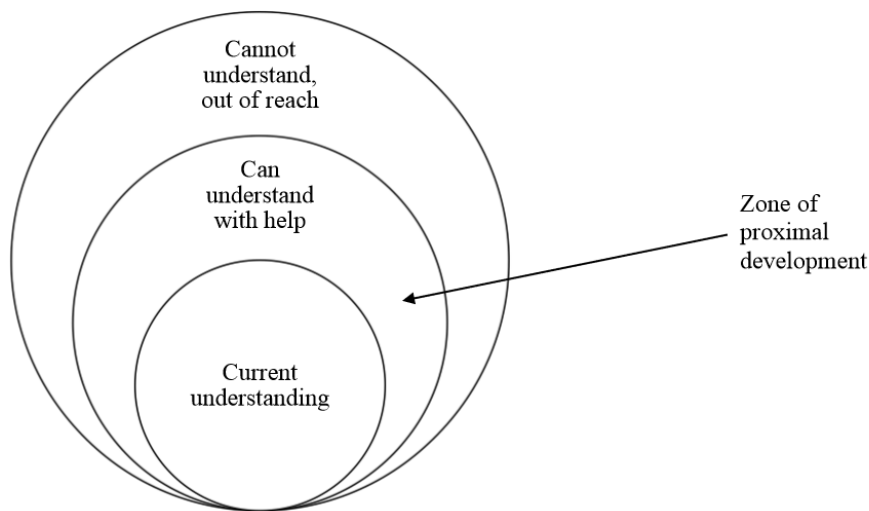 Cannot
understand,
out of reach
Can
understand
with help
Zone of
proximal
development
Current
understanding